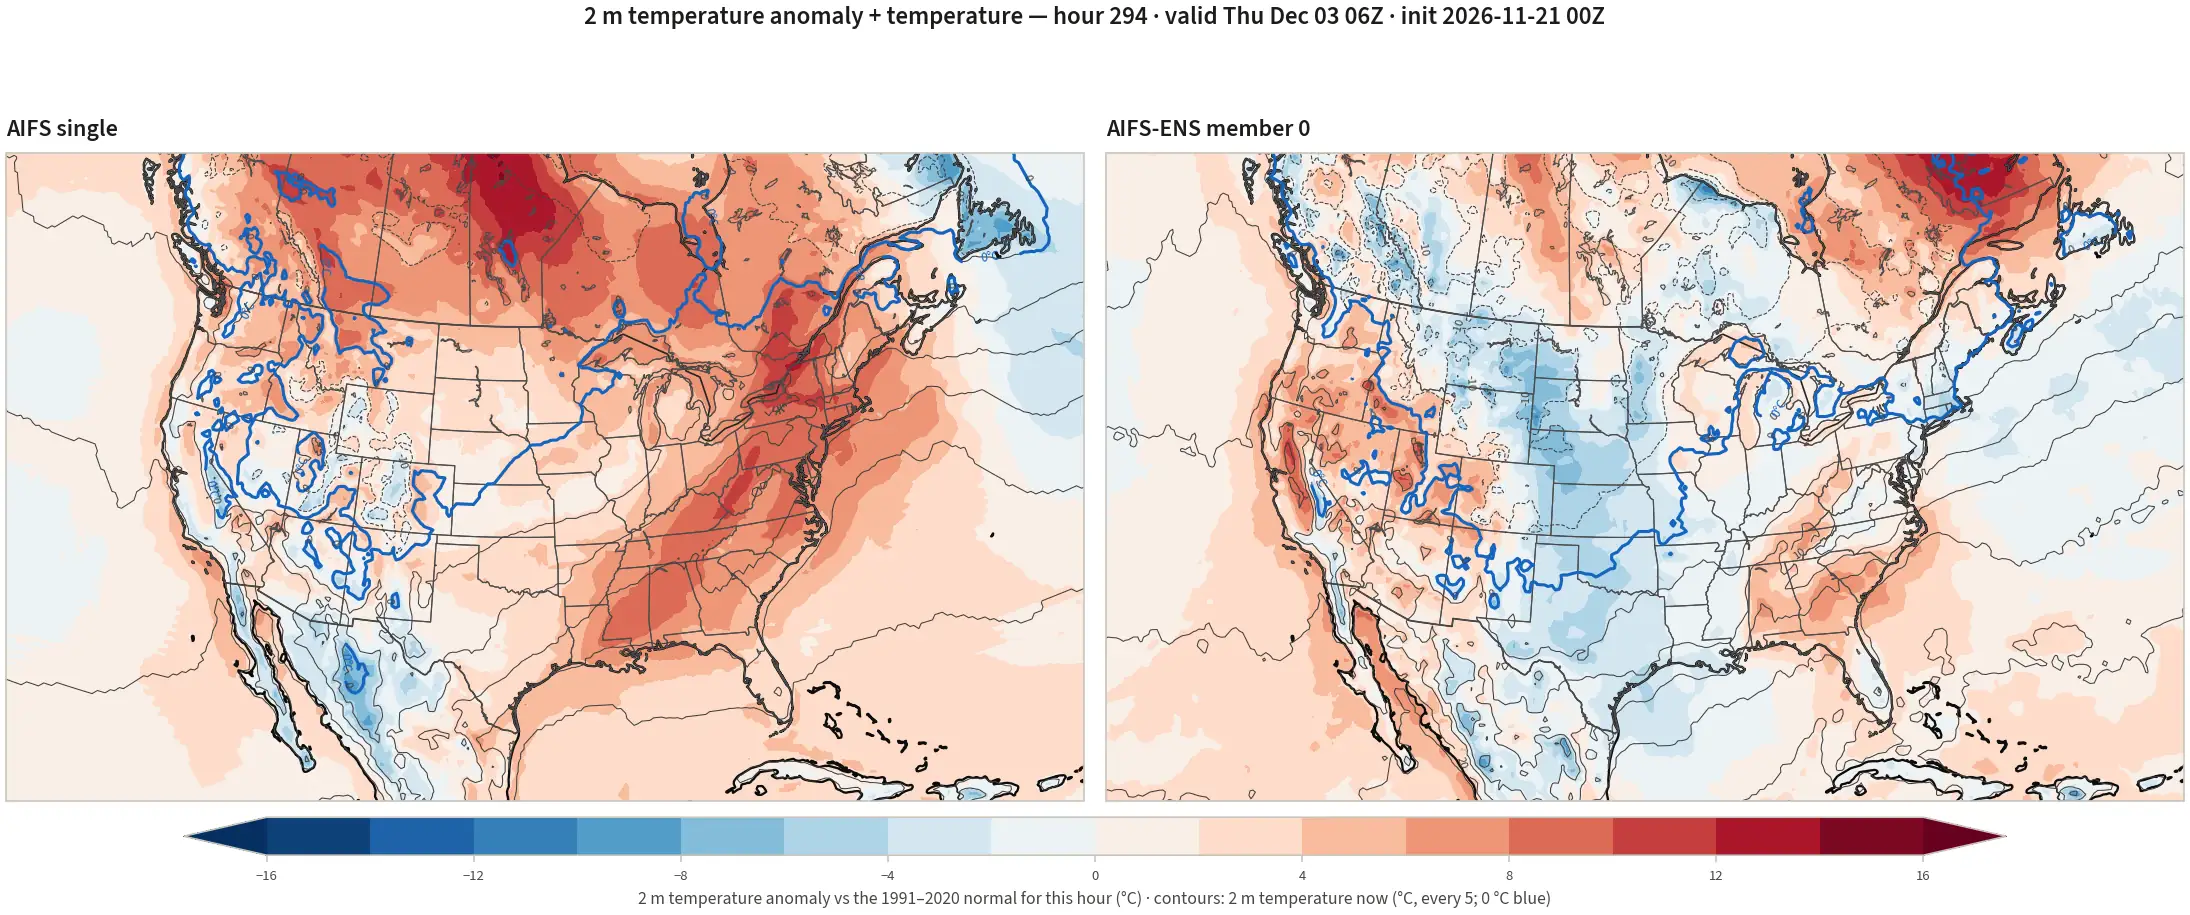 2 m temperature anomaly + temperature — hour 294 · valid Thu Dec 03 06Z · init 2026-11-21 00Z
AIFS single
AIFS-ENS member 0
−16 −12 −8 −4 0 4 8 12 16
2 m temperature anomaly vs the 1991–2020 normal for this hour (°C) · contours: 2 m temperature now (°C, every 5; 0 °C blue)